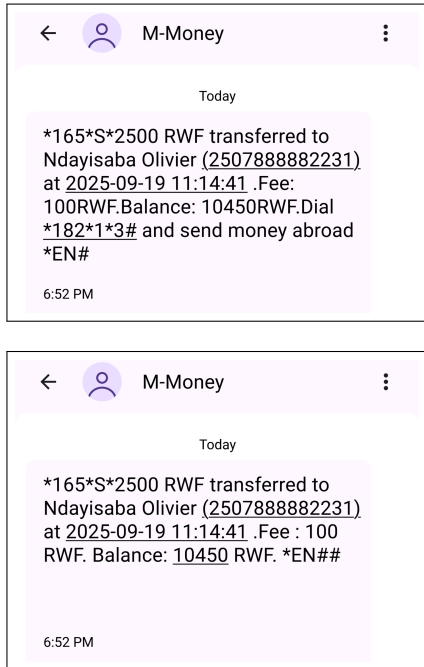 M-Money
Today
*165*S*2500 RWF transferred to
Ndayisaba Olivier (2507888882231)
at 2025-09-19 11:14:41 .Fee:
100RWF.Balance: 10450RWF.Dial
*182*1*3# and send money abroad
*EN#
6:52 PM
M-Money
Today
*165*S*2500 RWF transferred to
Ndayisaba Olivier (2507888882231)
at 2025-09-19 11:14:41 .Fee : 100
RWF. Balance: 10450 RWF. *EN##
6:52 PM